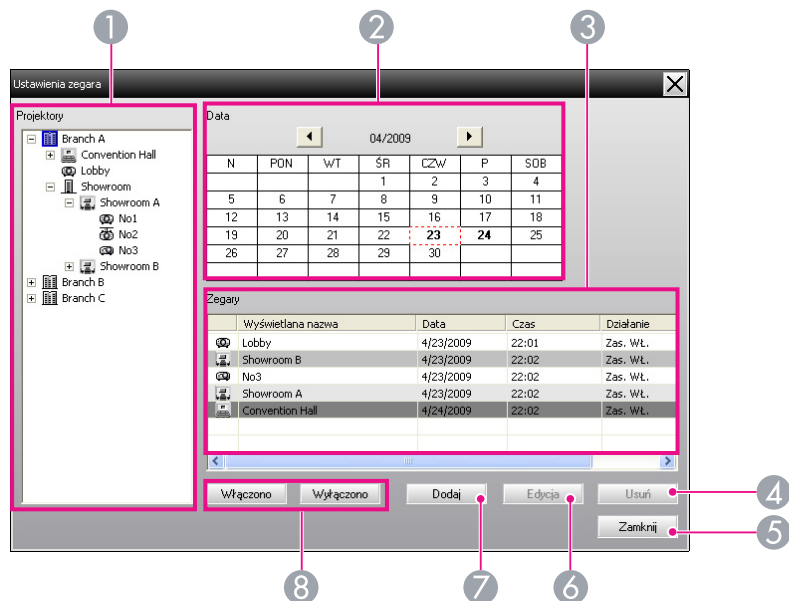 1
2
3
Ustawienia zegara
Projektory
Branch A
Convention Hall
Lobby
Showroom
Showroom A
No1
No2
No3
Showroom B
Branch B
Branch C
Data
04/2009
N PON WT ŚR CZW P SOB
1 2 3 4
5 6 7 8 9 10 11
12 13 14 15 16 17 18
19 20 21 22 23 24 25
26 27 28 29 30
Zegary
Wyświetlana nazwa Data Czas Działanie
Lobby 4/23/2009 22:01 Zas. WŁ.
Showroom B 4/23/2009 22:02 Zas. WŁ.
No3 4/23/2009 22:02 Zas. WŁ.
Showroom A 4/23/2009 22:02 Zas. WŁ.
Convention Hall 4/24/2009 22:02 Zas. WŁ.
Włączono Wyłączono Dodaj Edycja Usuń
4
Zamknij
5
8
7
6